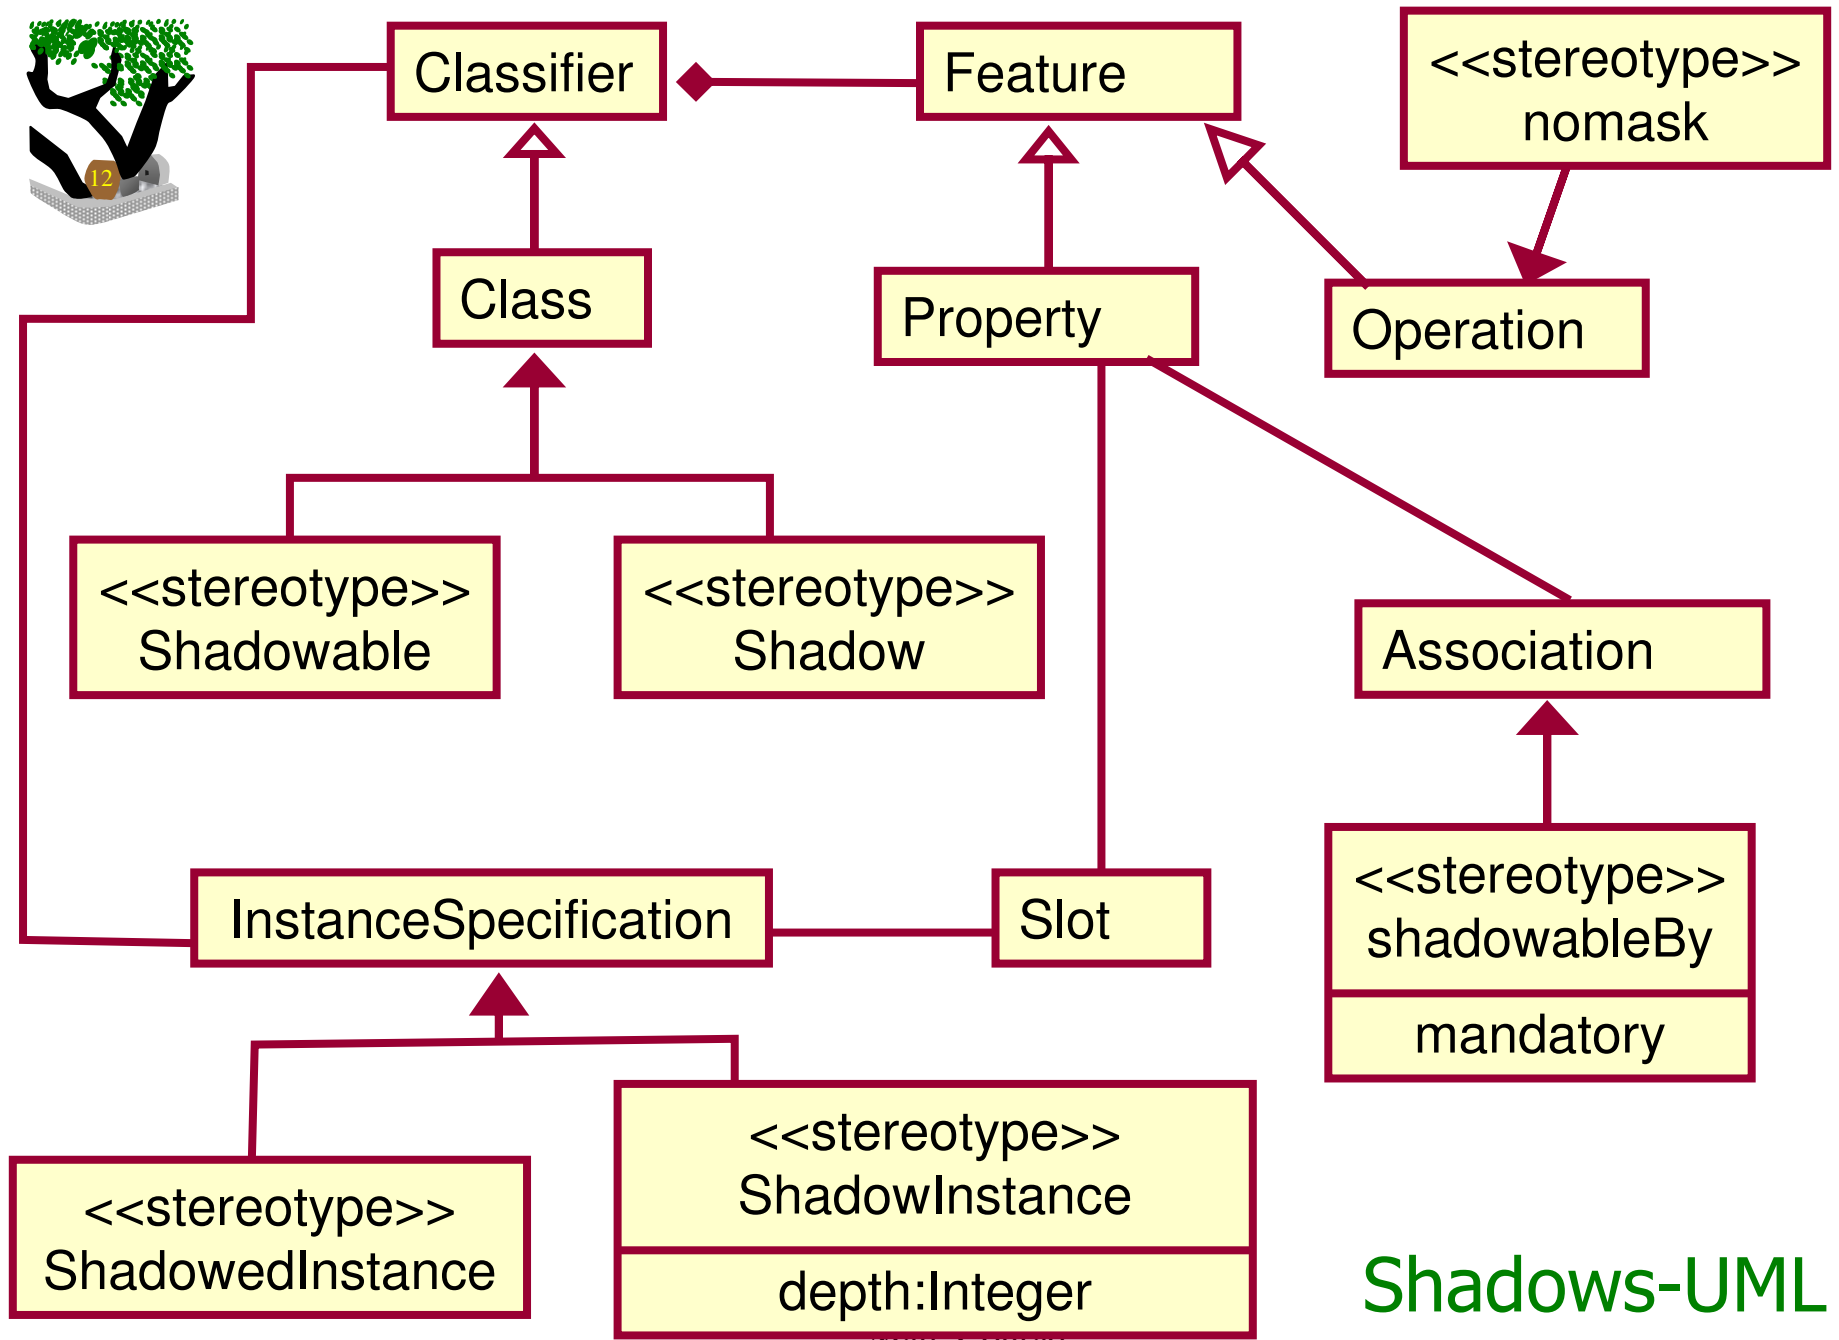 12
Classifier
Feature
<<stereotype>>
nomask
Class
Property
Operation
<<stereotype>>
Shadowable
<<stereotype>>
Shadow
Association
InstanceSpecification
Slot
<<stereotype>>
shadowableBy
mandatory
<<stereotype>>
ShadowedInstance
<<stereotype>>
ShadowInstance
depth:Integer
Shadows-UML